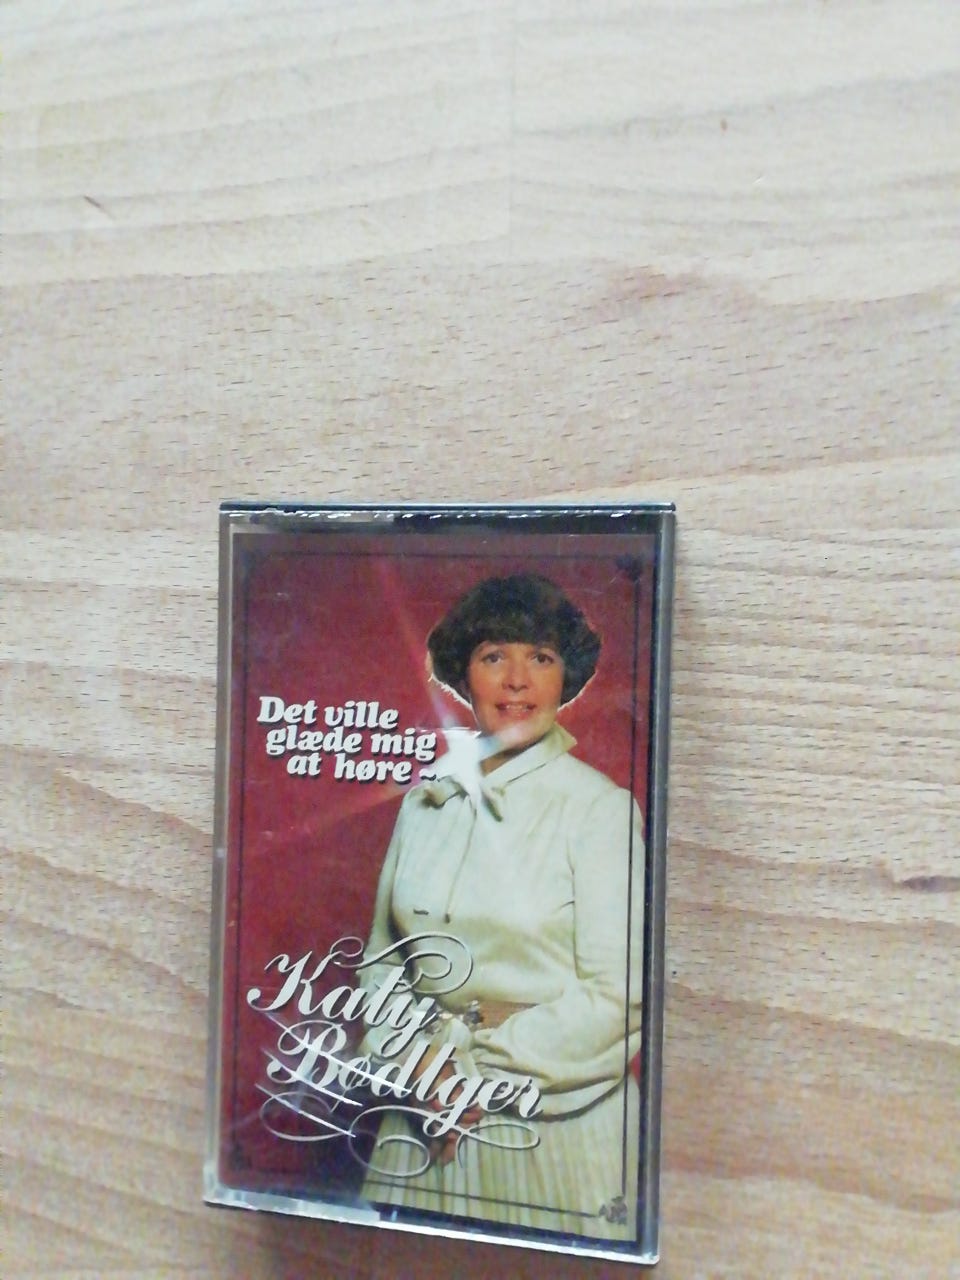 Det ville
glæde mig
at høre ~
Katy
Bødtger